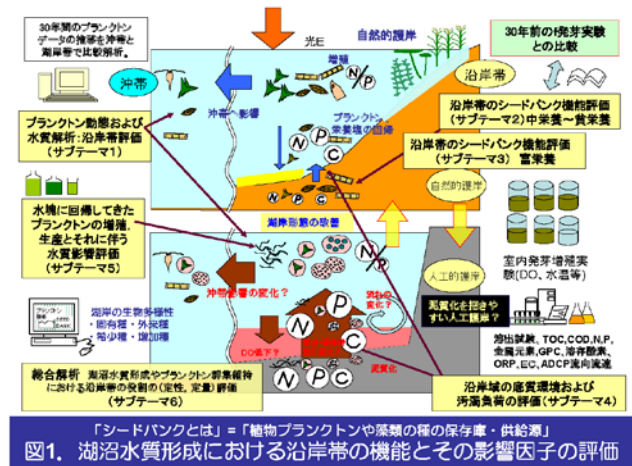 30年間のプランクトン
データの推移を沖帯と
湖岸帯で比較解析。
光E
自然的護岸
30年前のf発芽実験
との比較
沖帯
増殖
N/P
沿岸帯
沖帯へ影響
プランクトン
栄養塩の回帰
N P C
N P C
プランクトン動態および
水質解析:沿岸帯評価
(サブテーマ1)
沿岸帯のシードバンク機能評価
(サブテーマ2)中栄養〜貧栄養
沿岸帯のシードバンク機能評価
(サブテーマ3) 富栄養
自然的護岸
湖岸形態の改善
水塊に回帰してきた
プランクトンの増殖,
生産とそれに伴う
水質影響評価
(サブテーマ5)
N/P
人工的護岸
室内発芽増殖実
験(DO、水温等)
沖帯影響の変化?
流れの
変化?
悪質化を招き
やすい人工護岸?
湖岸の生物多様性
・固有種・外来種
・希少種・増加種
N P C
DO低下?
N P C
溶出試験、TOC,COD,N,P,
金属元素,GPC,溶存酸素,
ORP,EC,ADCP流向流速
総合解析 湖沼水質形成やプランクトン群集維持
における沿岸帯の役割の(定性,定量)評価
(サブテーマ6)
沿岸域の底質環境および
汚濁負荷の評価(サブテーマ4)
「シードバンクとは」=「植物プランクトンや藻類の種の保存庫・供給源」
図1. 湖沼水質形成における沿岸帯の機能とその影響因子の評価